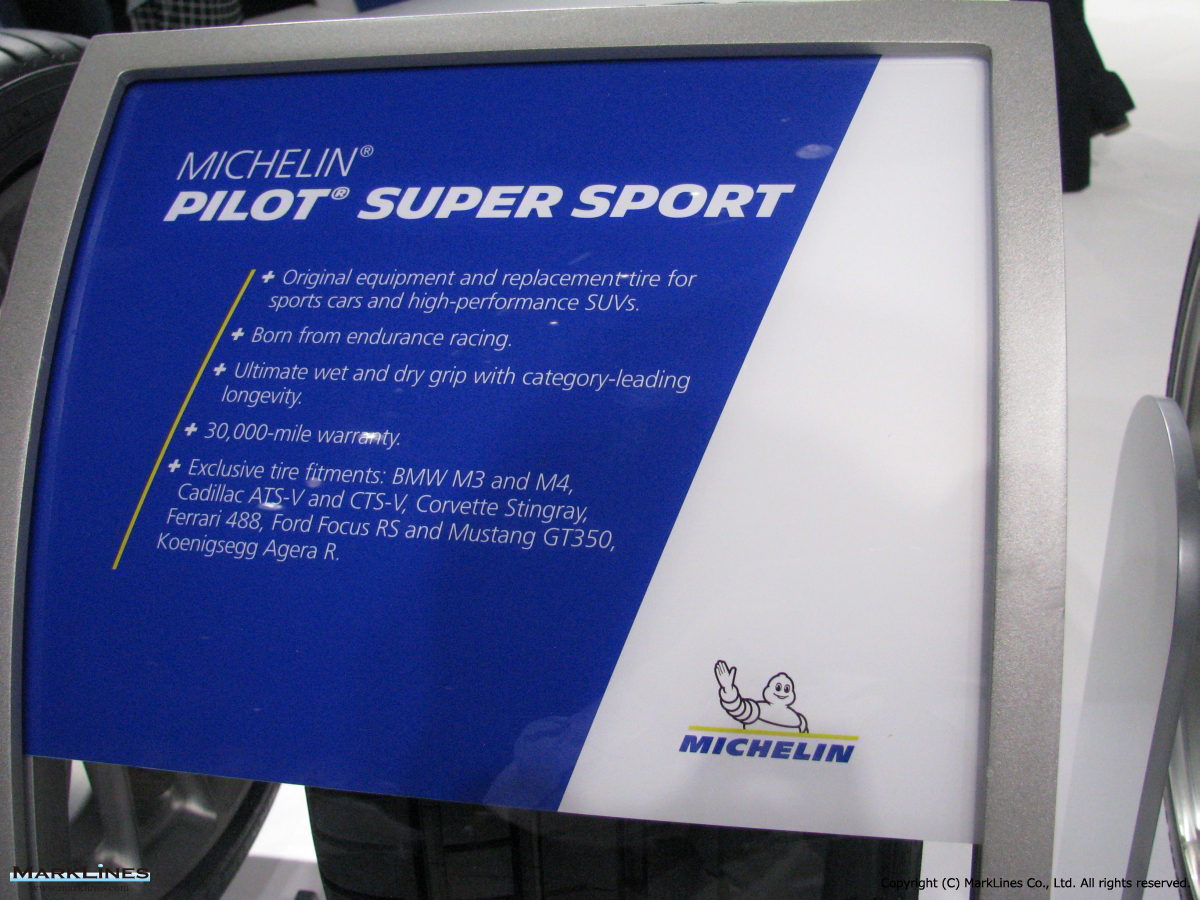 MICHELIN®
PILOT® SUPER SPORT
+ Original equipment and replacement tire for
sports cars and high-performance SUVs.
+ Born from endurance racing.
+ Ultimate wet and dry grip with category-leading
longevity.
+ 30,000-mile warranty.
+ Exclusive tire fitments: BMW M3 and M4,
Cadillac ATS-V and CTS-V, Corvette Stingray,
Ferrari 488, Ford Focus RS and Mustang GT350,
Koenigsegg Agera R.
MICHELIN
MARKLINES
www.marklines.com
Copyright (C) MarkLines Co., Ltd. All rights reserved.